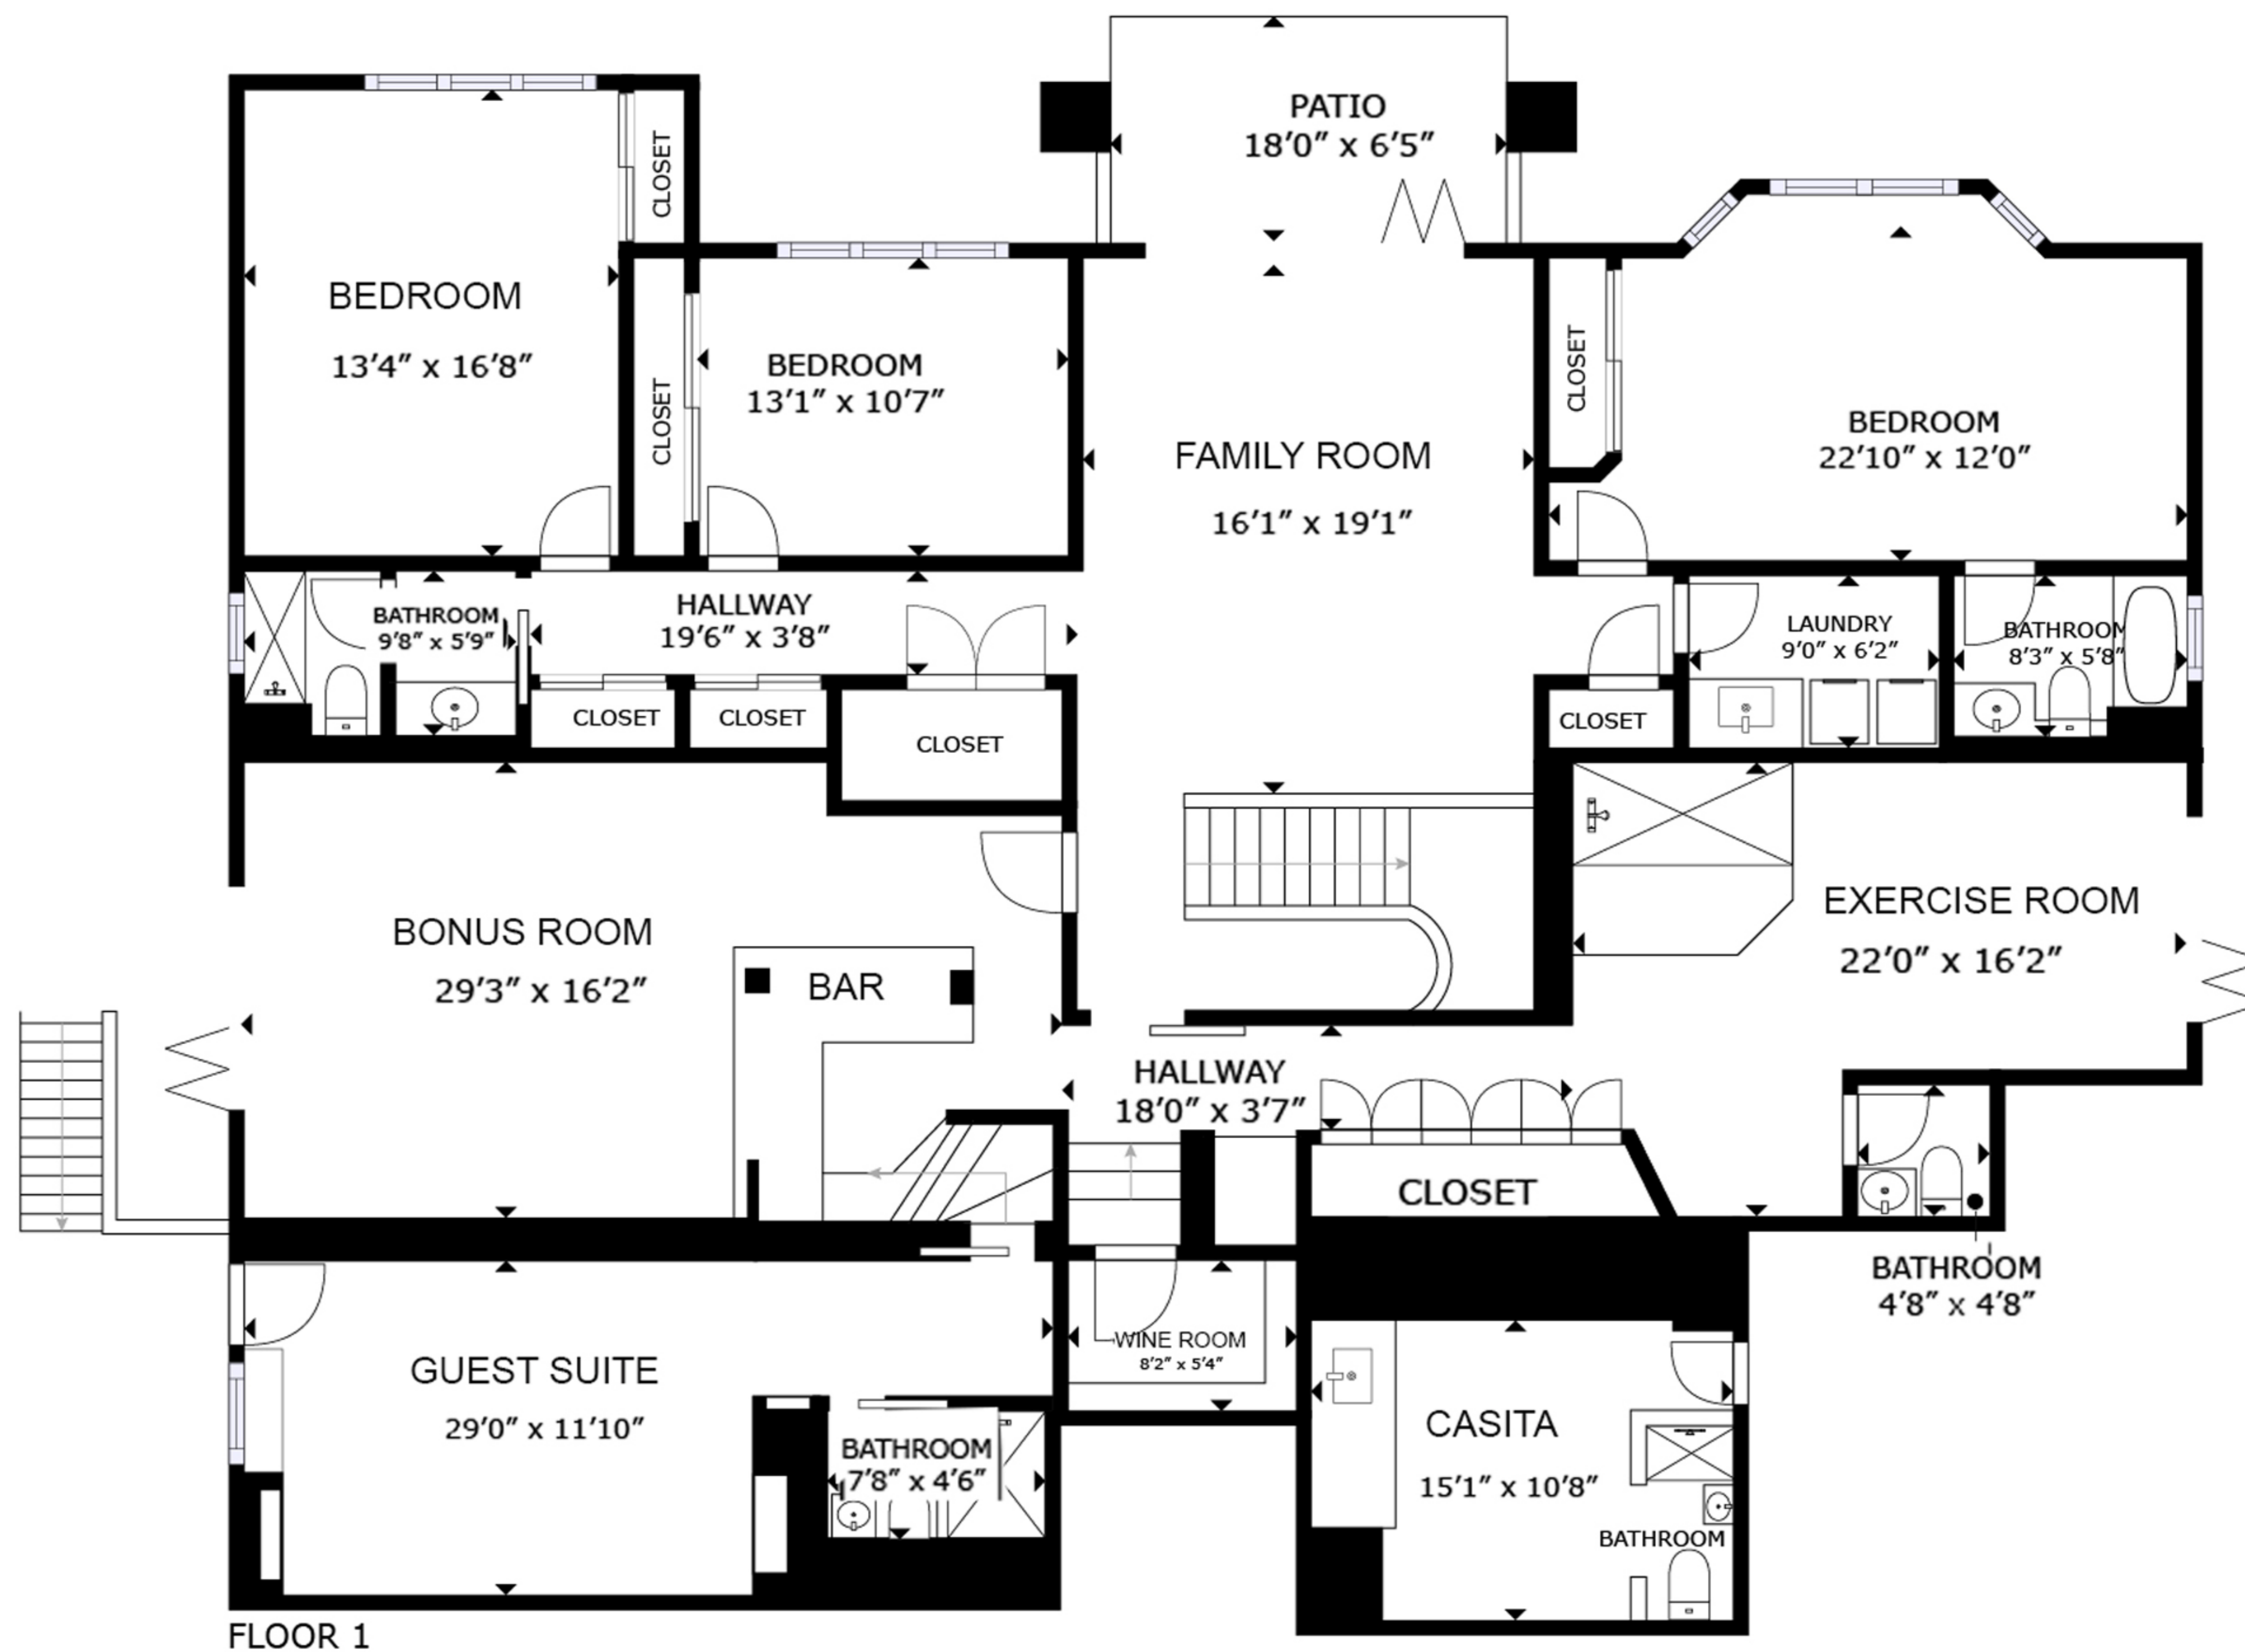 PATIO
18'0" x 6'5"
CLOSET
BEDROOM
13'4" x 16'8"
CLOSET
BEDROOM
13'1" x 10'7"
FAMILY ROOM
16'1" x 19'1"
CLOSET
BEDROOM
22'10" x 12'0"
BATHROOM
9'8" x 5'9"
HALLWAY
19'6" x 3'8"
LAUNDRY
9'0" x 6'2"
BATHROOM
8'3" x 5'8"
CLOSET
CLOSET
CLOSET
CLOSET
BONUS ROOM
29'3" x 16'2"
BAR
EXERCISE ROOM
22'0" x 16'2"
HALLWAY
18'0" x 3'7"
CLOSET
BATHROOM
4'8" x 4'8"
GUEST SUITE
29'0" x 11'10"
WINE ROOM
8'2" x 5'4"
BATHROOM
7'8" x 4'6"
CASITA
15'1" x 10'8"
BATHROOM
FLOOR 1